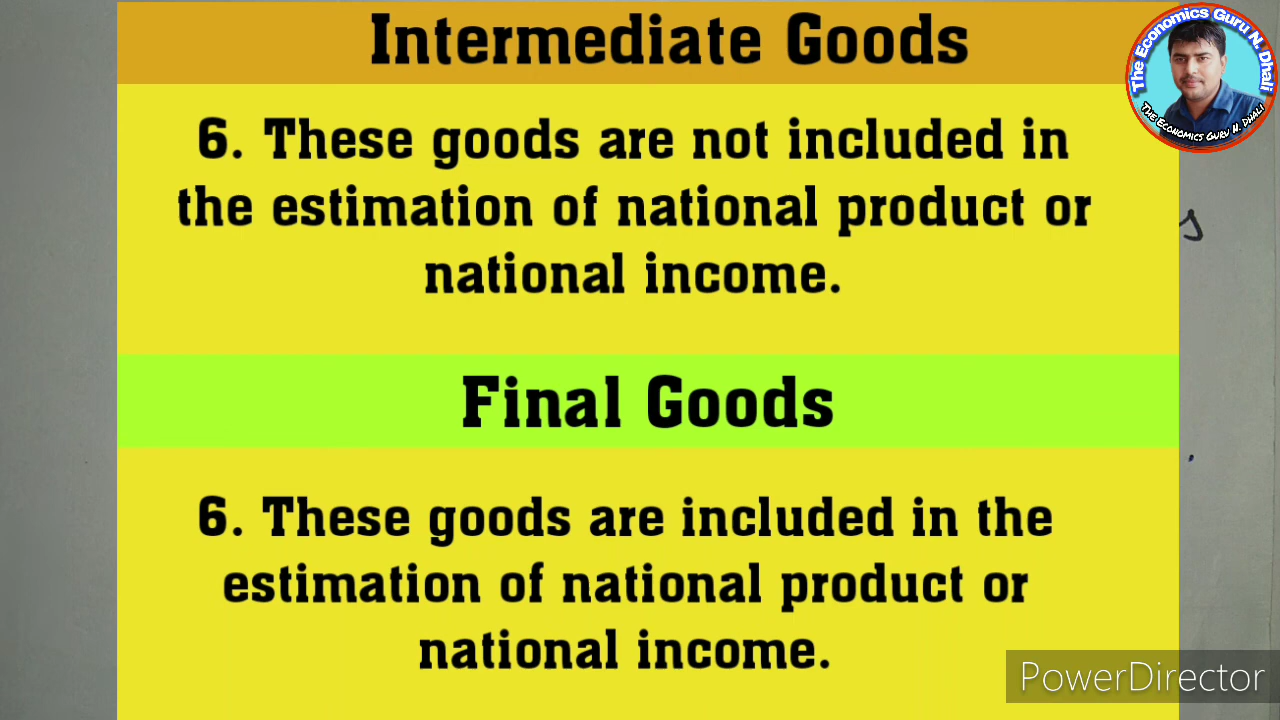 Intermediate Goods
The Economics Guru N. Dhali
The Economics Guru N. Dhali
6. These goods are not included in
the estimation of national product or
national income.
s
Final Goods
6. These goods are included in the
estimation of national product or
national income.
PowerDirector